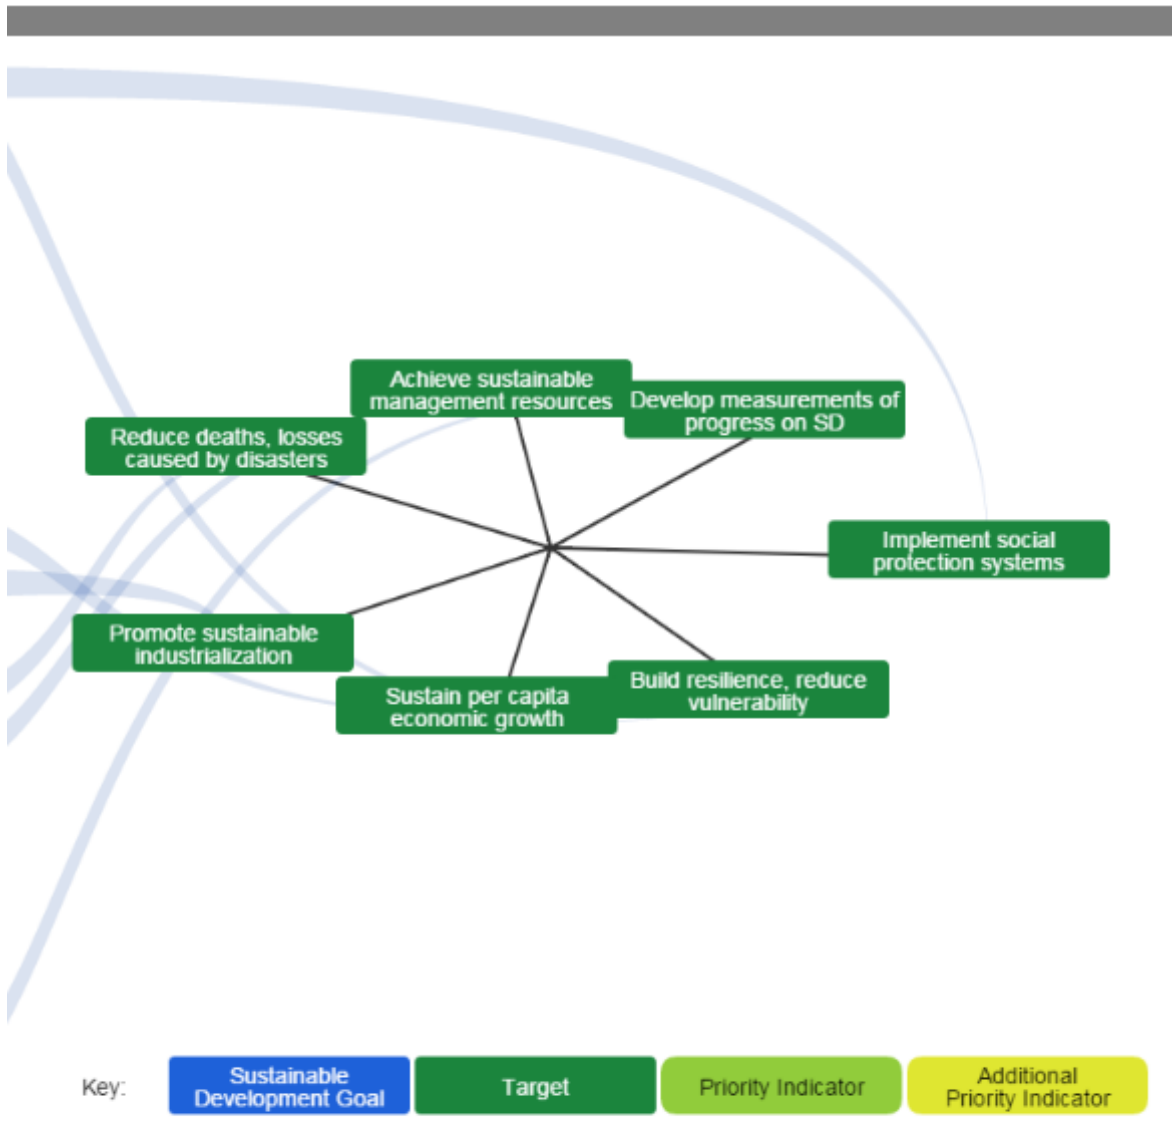 Achieve sustainable
management resources
Develop measurements of
progress on SD
Reduce deaths, losses
caused by disasters
Implement social
protection systems
Promote sustainable
industrialization
Sustain per capita
economic growth
Build resilience, reduce
vulnerability
Key:
Sustainable
Development Goal
Target
Priority Indicator
Additional
Priority Indicator